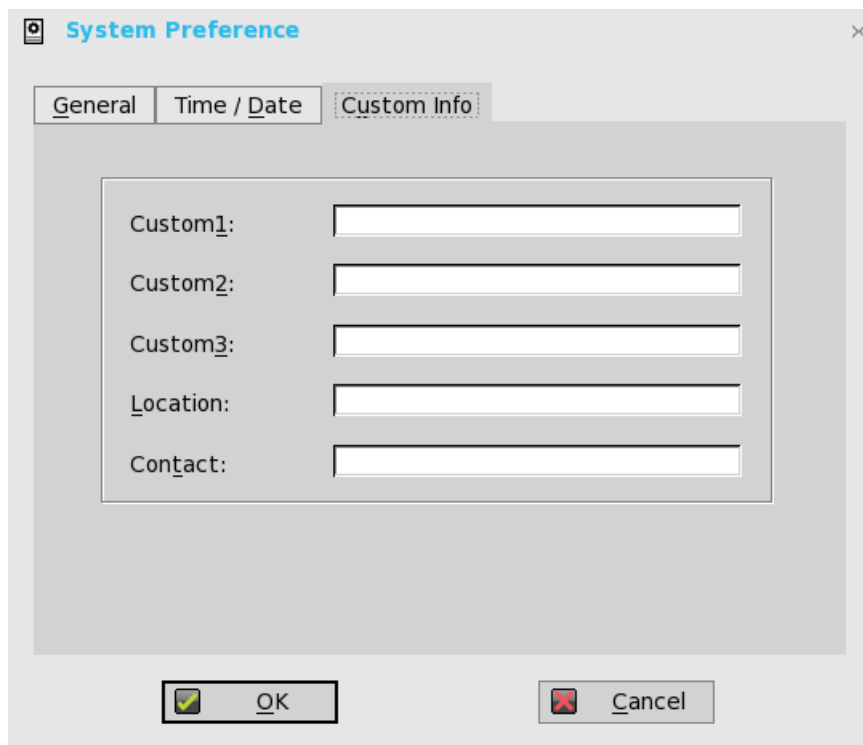 System Preference
General Time / Date Custom Info
Custom1:
Custom2:
Custom3:
Location:
Contact:
OK Cancel